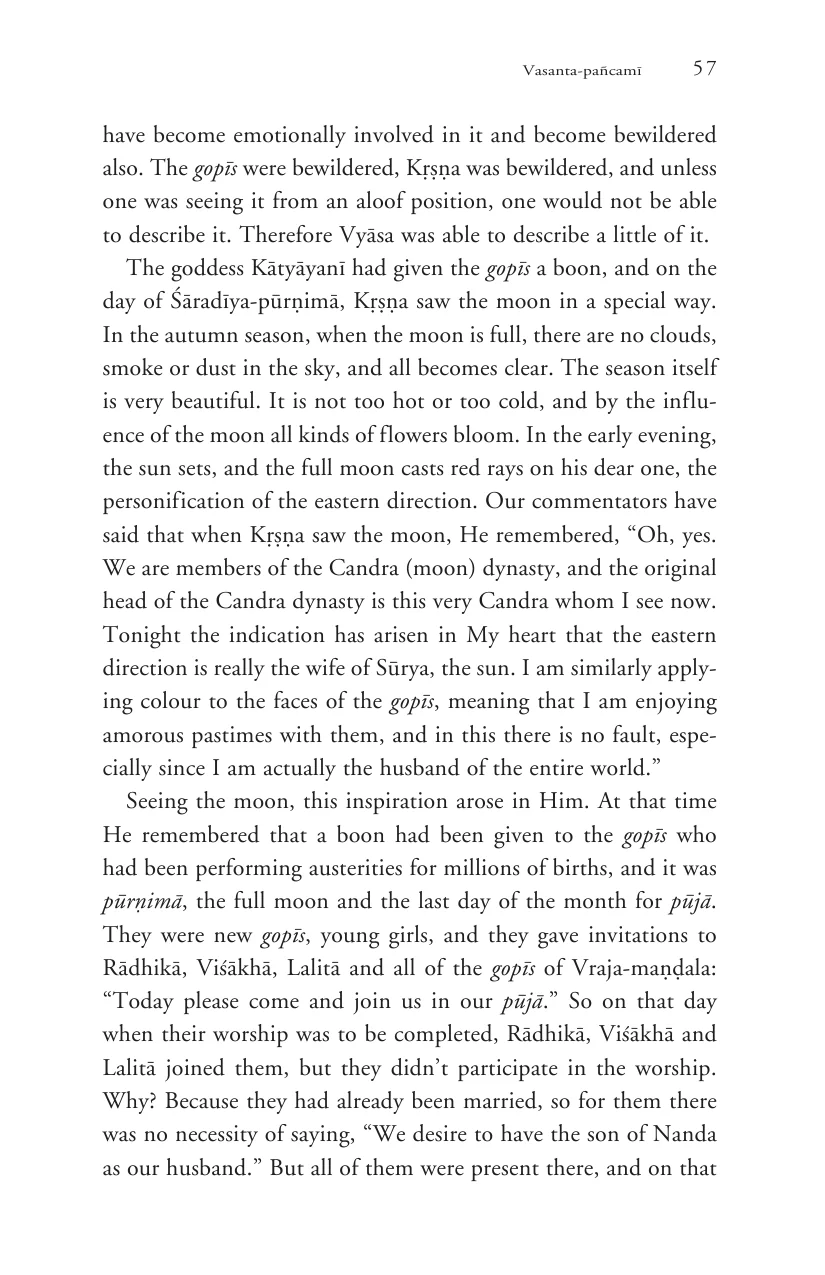 Vasanta-pañcamī 57
have become emotionally involved in it and become bewildered
also. The gopīs were bewildered, Kṛṣṇa was bewildered, and unless
one was seeing it from an aloof position, one would not be able
to describe it. Therefore Vyāsa was able to describe a little of it.
The goddess Kātyāyanī had given the gopīs a boon, and on the
day of Śāradīya-pūrṇimā, Kṛṣṇa saw the moon in a special way.
In the autumn season, when the moon is full, there are no clouds,
smoke or dust in the sky, and all becomes clear. The season itself
is very beautiful. It is not too hot or too cold, and by the influ-
ence of the moon all kinds of flowers bloom. In the early evening,
the sun sets, and the full moon casts red rays on his dear one, the
personification of the eastern direction. Our commentators have
said that when Kṛṣṇa saw the moon, He remembered, “Oh, yes.
We are members of the Candra (moon) dynasty, and the original
head of the Candra dynasty is this very Candra whom I see now.
Tonight the indication has arisen in My heart that the eastern
direction is really the wife of Sūrya, the sun. I am similarly apply-
ing colour to the faces of the gopīs, meaning that I am enjoying
amorous pastimes with them, and in this there is no fault, espe-
cially since I am actually the husband of the entire world.”
Seeing the moon, this inspiration arose in Him. At that time
He remembered that a boon had been given to the gopīs who
had been performing austerities for millions of births, and it was
pūrṇimā, the full moon and the last day of the month for pūjā.
They were new gopīs, young girls, and they gave invitations to
Rādhikā, Viśākhā, Lalitā and all of the gopīs of Vraja-maṇḍala:
“Today please come and join us in our pūjā.” So on that day
when their worship was to be completed, Rādhikā, Viśākhā and
Lalitā joined them, but they didn’t participate in the worship.
Why? Because they had already been married, so for them there
was no necessity of saying, “We desire to have the son of Nanda
as our husband.” But all of them were present there, and on that